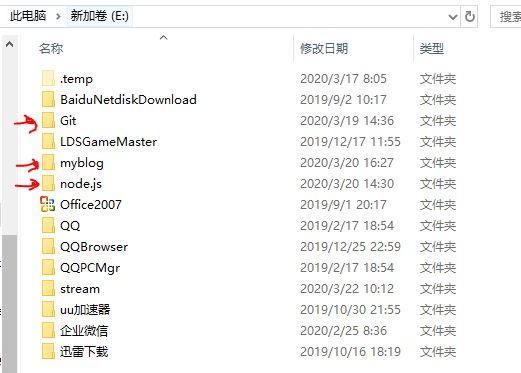 此电脑 新加卷 (E:) 搜索
名称 修改日期 类型
.temp 2020/3/17 8:05 文件夹
BaiduNetdiskDownload 2019/9/2 10:17 文件夹
Git 2020/3/19 14:36 文件夹
LDSGameMaster 2019/12/17 11:55 文件夹
myblog 2020/3/20 16:27 文件夹
node.js 2020/3/20 14:30 文件夹
Office2007 2019/9/1 20:17 文件夹
QQ 2019/2/17 18:54 文件夹
QQBrowser 2019/12/25 22:59 文件夹
QQPCMgr 2019/2/17 18:54 文件夹
stream 2020/3/22 10:12 文件夹
uu加速器 2019/10/30 21:55 文件夹
企业微信 2020/2/25 8:36 文件夹
迅雷下载 2019/10/16 18:19 文件夹